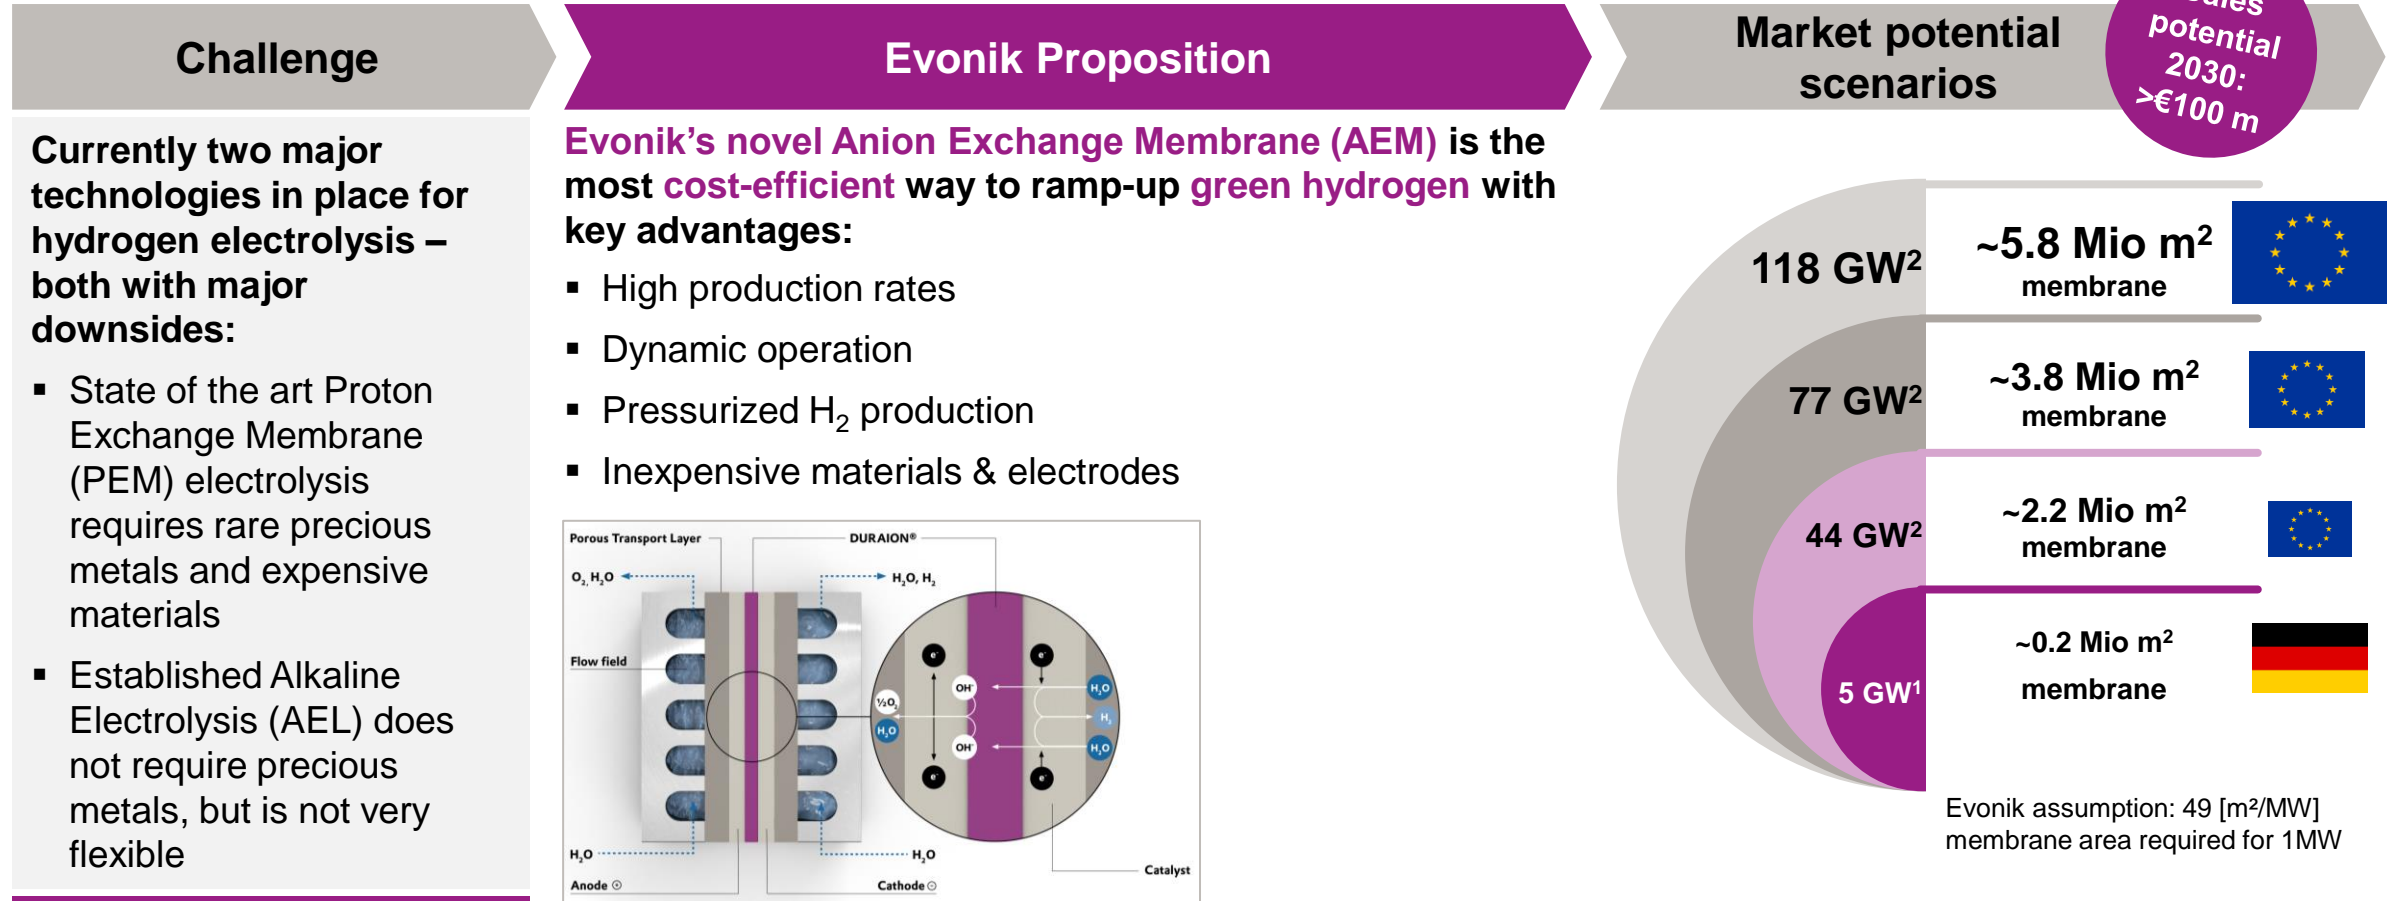 Challenge
Evonik Proposition
Market potential
scenarios
potential
2030:
>€100 m
Currently two major
technologies in place for
hydrogen electrolysis –
both with major
downsides:
▪ State of the art Proton
Exchange Membrane
(PEM) electrolysis
requires rare precious
metals and expensive
materials
▪ Established Alkaline
Electrolysis (AEL) does
not require precious
metals, but is not very
flexible
Evonik’s novel Anion Exchange Membrane (AEM) is the
most cost-efficient way to ramp-up green hydrogen with
key advantages:
▪ High production rates
▪ Dynamic operation
▪ Pressurized H₂ production
▪ Inexpensive materials & electrodes
Porous Transport Layer
DURAION®
O₂, H₂O
H₂O, H₂
Flow field
e⁻
e⁻
OH⁻
H₂O
½O₂
H₂
H₂O
OH⁻
H₂O
e⁻
e⁻
H₂O
H₂O
Catalyst
Anode ⊕
Cathode ⊖
118 GW²
~5.8 Mio m²
membrane
77 GW²
~3.8 Mio m²
membrane
44 GW²
~2.2 Mio m²
membrane
5 GW¹
~0.2 Mio m²
membrane
Evonik assumption: 49 [m²/MW]
membrane area required for 1MW